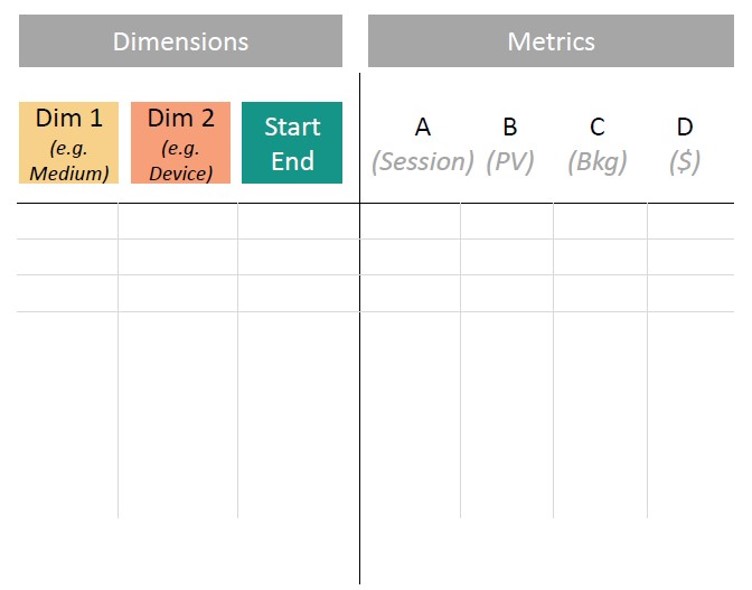 Dimensions
Metrics
Dim 1
(e.g.
Medium)
Dim 2
(e.g.
Device)
Start
End
A
(Session)
B
(PV)
C
(Bkg)
D
($)